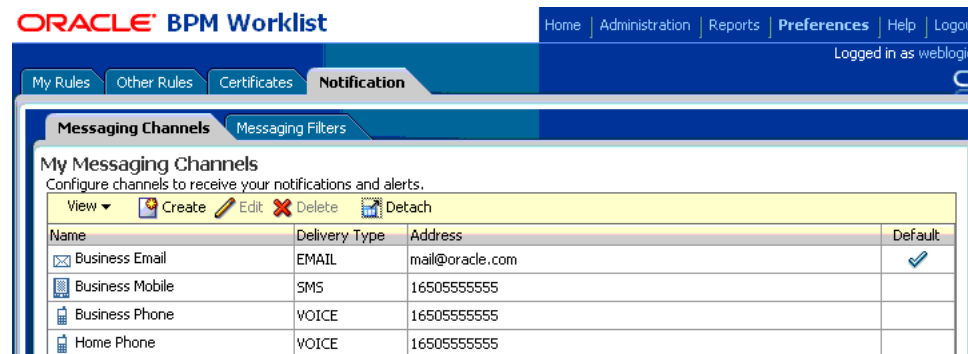 ORACLE BPM Worklist
Home | Administration | Reports | Preferences | Help |
Logged in as
My Rules Other Rules Certificates Notification
Messaging Channels Messaging Filters
My Messaging Channels
Configure channels to receive your notifications and alerts.
View Create Edit Delete Detach
Name Delivery Type Address Default
Business Email EMAIL mail@oracle.com
Business Mobile SMS 16505555555
Business Phone VOICE 16505555555
Home Phone VOICE 16505555555